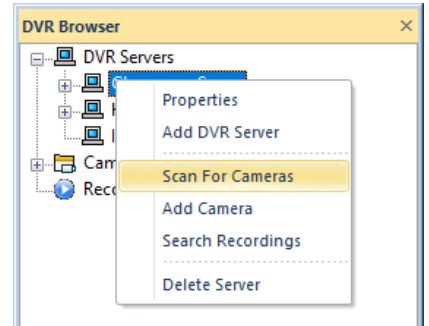 DVR Browser
DVR Servers
Properties
Add DVR Server
Scan For Cameras
Add Camera
Search Recordings
Delete Server